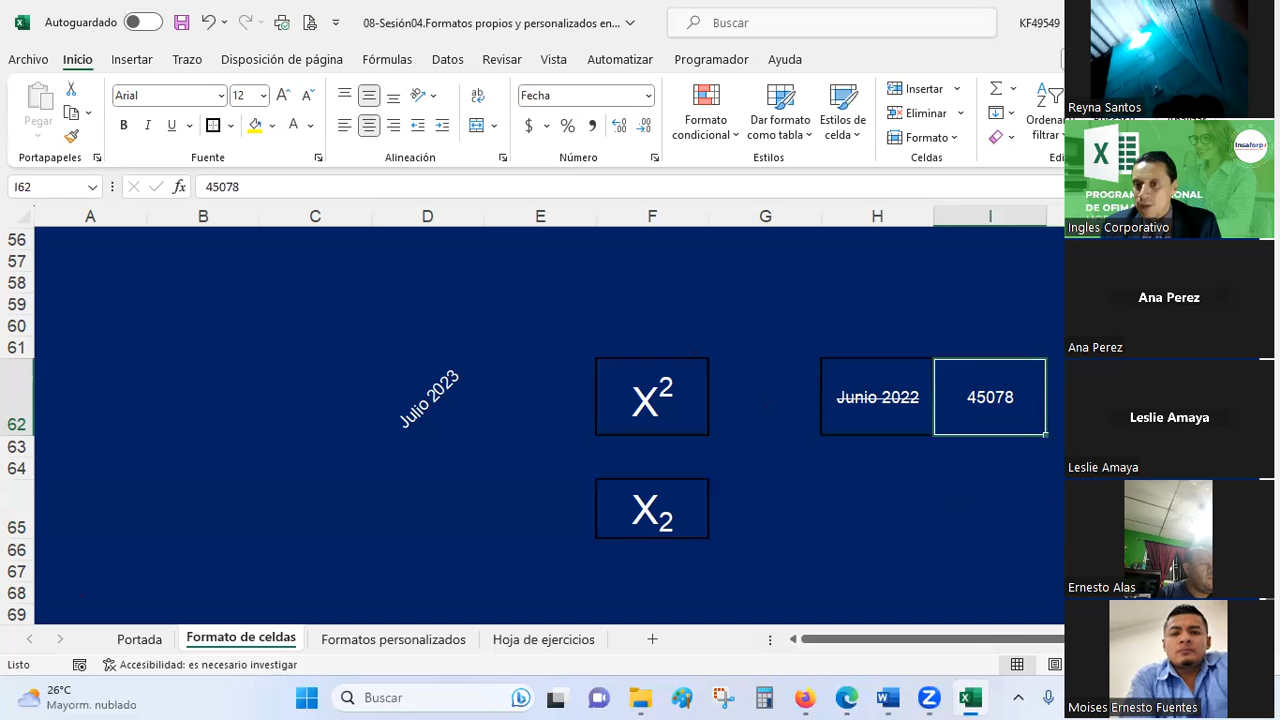 Autoguardado
08-Sesión04.Formatos propios y personalizados en...
Buscar
KF49549
Archivo Inicio Insertar Trazo Disposición de página Fórmulas Datos Revisar Vista Automatizar Programador Ayuda
Pegar
Portapapeles
Arial 12
N K S
Fuente
Alineación
Fecha
$ % 000
Número
Formato condicional
Dar formato como tabla
Estilos de celda
Estilos
Insertar
Eliminar
Formato
Celdas
Ordenar
filtrar
I62
fx 45078
A B C D E F G H I
56
57
58
59
60
61
62 Julio 2023 X² Junio 2022 45078
63
64
65 X₂
66
67
68
69
Portada Formato de celdas Formatos personalizados Hoja de ejercicios
Listo Accesibilidad: es necesario investigar
26°C
Mayorm. nublado
Buscar
Reyna Santos
Insaforp
Ingles Corporativo
Ana Perez
Ana Perez
Leslie Amaya
Leslie Amaya
Ernesto Alas
Moises Ernesto Fuentes